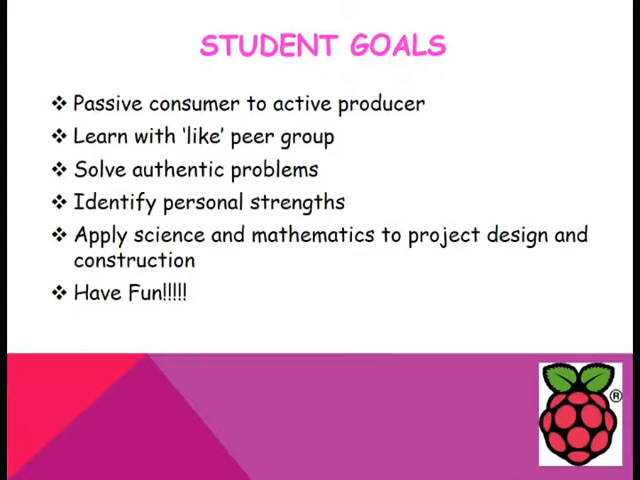 STUDENT GOALS
❖ Passive consumer to active producer
❖ Learn with ‘like’ peer group
❖ Solve authentic problems
❖ Identify personal strengths
❖ Apply science and mathematics to project design and
construction
❖ Have Fun!!!!!
®